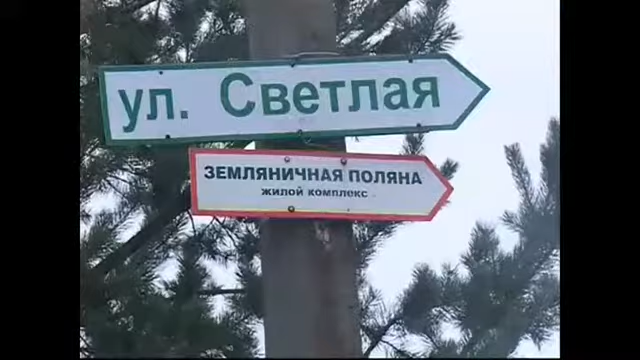 ул. Светлая
ЗЕМЛЯНИЧНАЯ ПОЛЯНА
ЖИЛОЙ КОМПЛЕКС